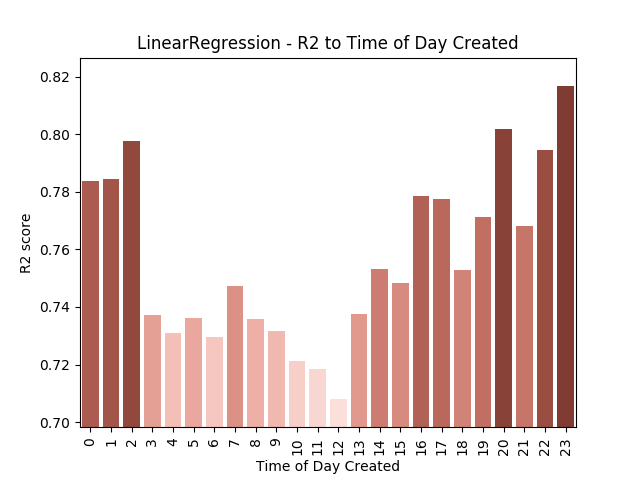 LinearRegression - R2 to Time of Day Created
0.82
0.80
0.78
0.76
0.74
0.72
0.70
R2 score
0 1 2 3 4 5 6 7 8 9 10 11 12 13 14 15 16 17 18 19 20 21 22 23
Time of Day Created